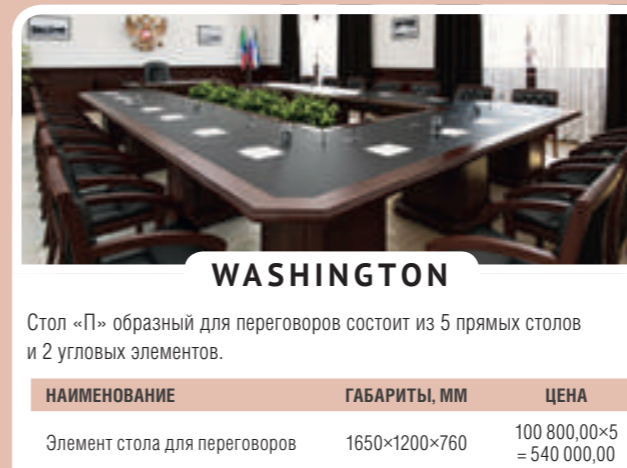 WASHINGTON
Стол «П» образный для переговоров состоит из 5 прямых столов
и 2 угловых элементов.
НАИМЕНОВАНИЕ ГАБАРИТЫ, ММ ЦЕНА
Элемент стола для переговоров 1650×1200×760 100 800,00×5
= 540 000,00